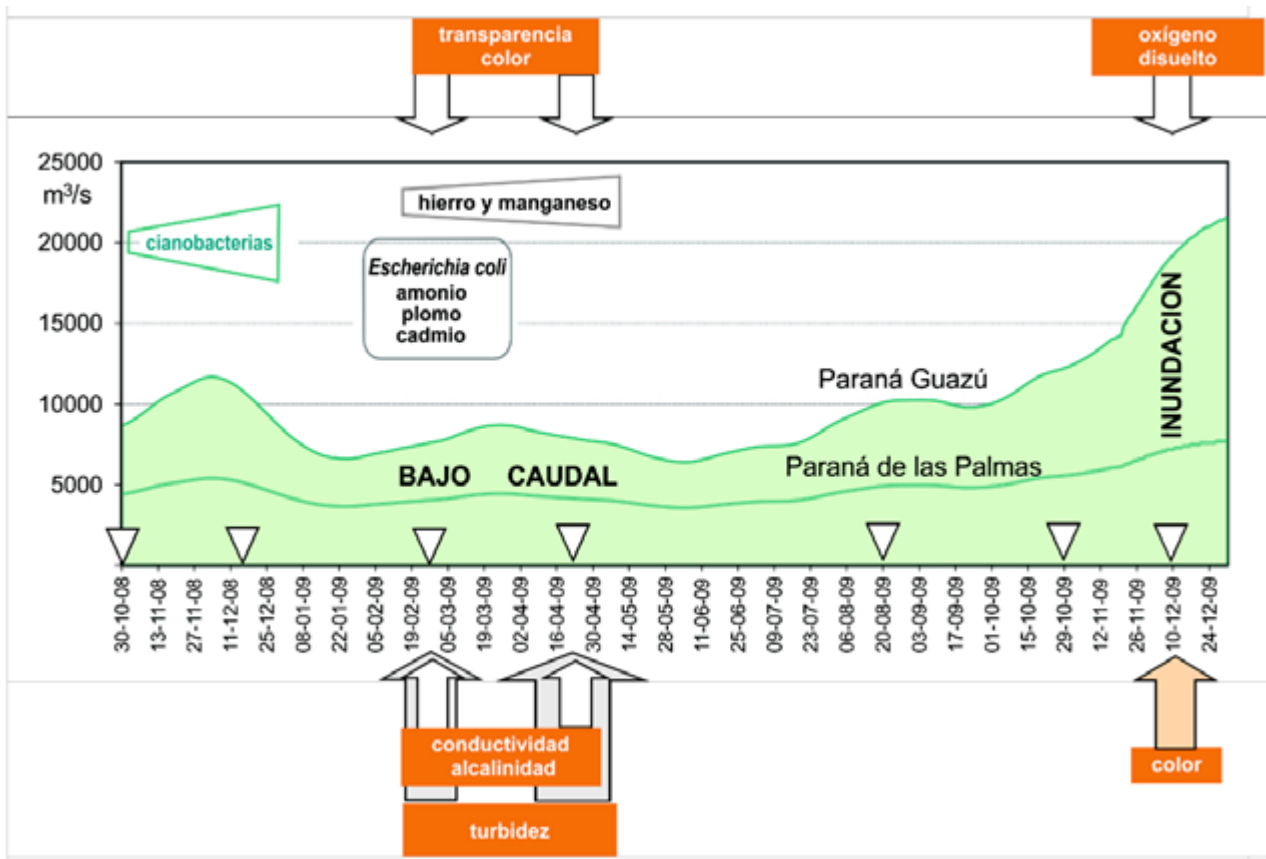 transparencia
color
oxígeno
disuelto
25000
m³/s
20000
15000
10000
5000
cianobacterias
hierro y manganeso
Escherichia coli
amonio
plomo
cadmio
Paraná Guazú
Paraná de las Palmas
BAJO CAUDAL
INUNDACION
30-10-08
13-11-08
27-11-08
11-12-08
25-12-08
08-01-09
22-01-09
05-02-09
19-02-09
05-03-09
19-03-09
02-04-09
16-04-09
30-04-09
14-05-09
28-05-09
11-06-09
25-06-09
09-07-09
23-07-09
06-08-09
20-08-09
03-09-09
17-09-09
01-10-09
15-10-09
29-10-09
12-11-09
26-11-09
10-12-09
24-12-09
conductividad
alcalinidad
color
turbidez